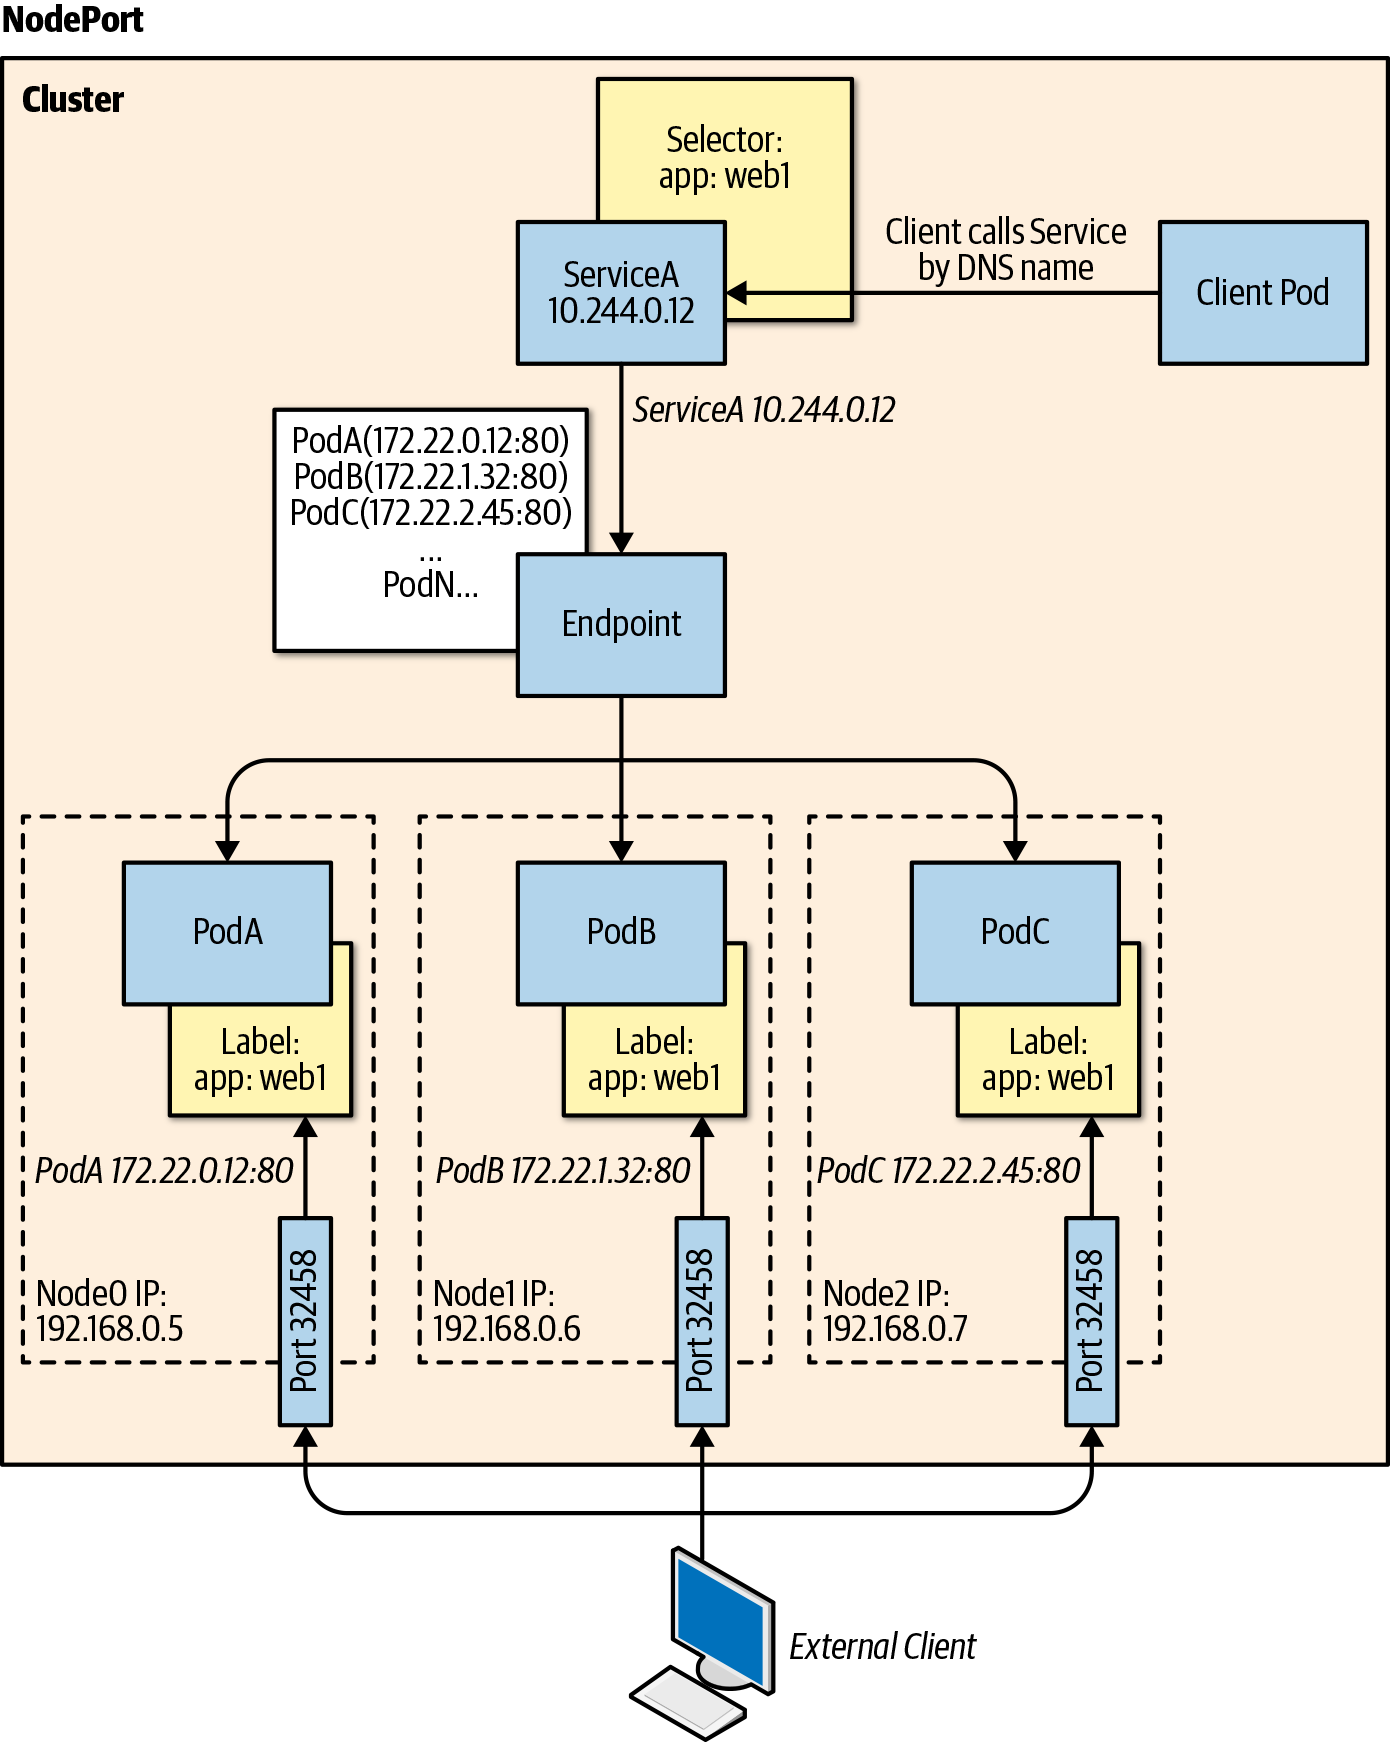 NodePort
Cluster
Selector:
app: web1
ServiceA
10.244.0.12
Client calls Service
by DNS name
Client Pod
ServiceA 10.244.0.12
PodA(172.22.0.12:80)
PodB(172.22.1.32:80)
PodC(172.22.2.45:80)
...
PodN...
Endpoint
PodA
Label:
app: web1
PodA 172.22.0.12:80
Node0 IP:
192.168.0.5
Port 32458
PodB
Label:
app: web1
PodB 172.22.1.32:80
Node1 IP:
192.168.0.6
Port 32458
PodC
Label:
app: web1
PodC 172.22.2.45:80
Node2 IP:
192.168.0.7
Port 32458
External Client